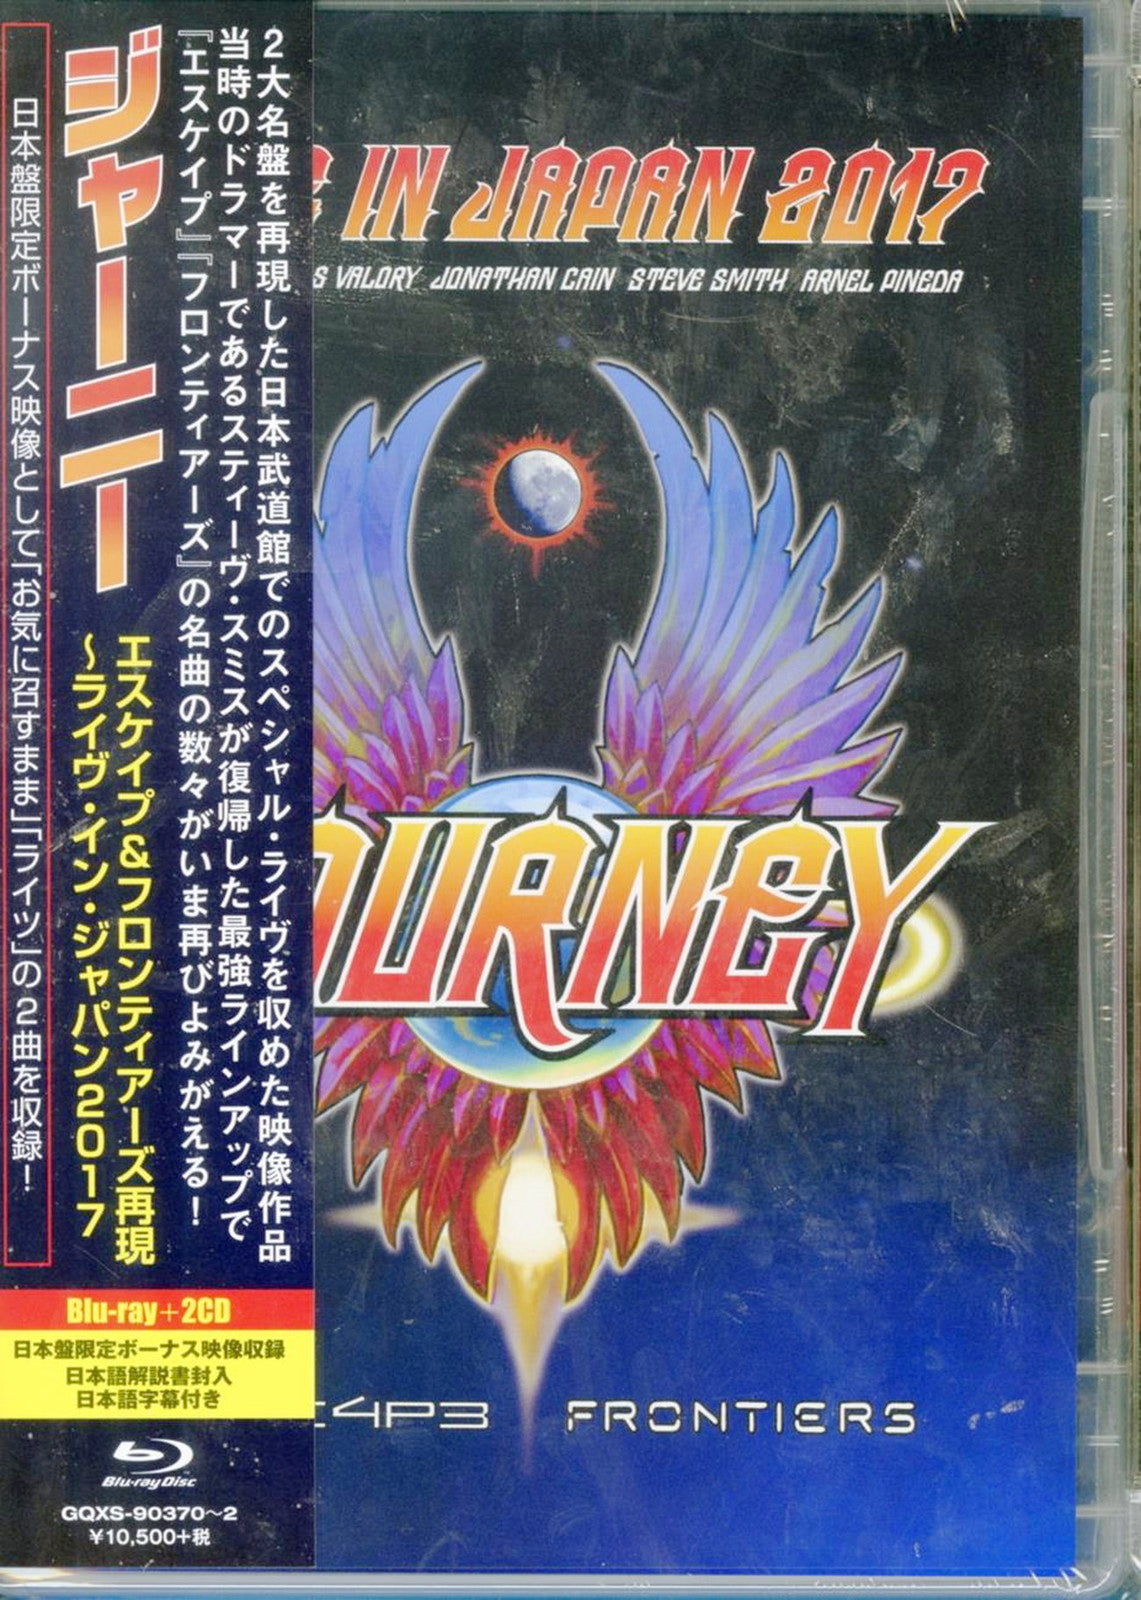 日本盤限定ボーナス映像として「お気に召すまま」「ライツ」の2曲を収録！
ジャーニー
エスケイプ&フロンティアーズ再現
〜ライヴ・イン・ジャパン2017
2大名盤を再現した日本武道館でのスペシャル・ライヴを収めた映像作品
当時のドラマーであるスティーヴ・スミスが復帰した最強ラインアップで
『エスケイプ』『フロンティアーズ』の名曲の数々がいま再びよみがえる！
IN JAPAN 2017
S VALORY JONATHAN CAIN STEVE SMITH ARNEL PINEDA
OURNEY
C4P3 FRONTIERS
Blu-ray+2CD
日本盤限定ボーナス映像収録
日本語解説書封入
日本語字幕付き
Blu-ray Disc
GQXS-90370〜2
¥10,500+税